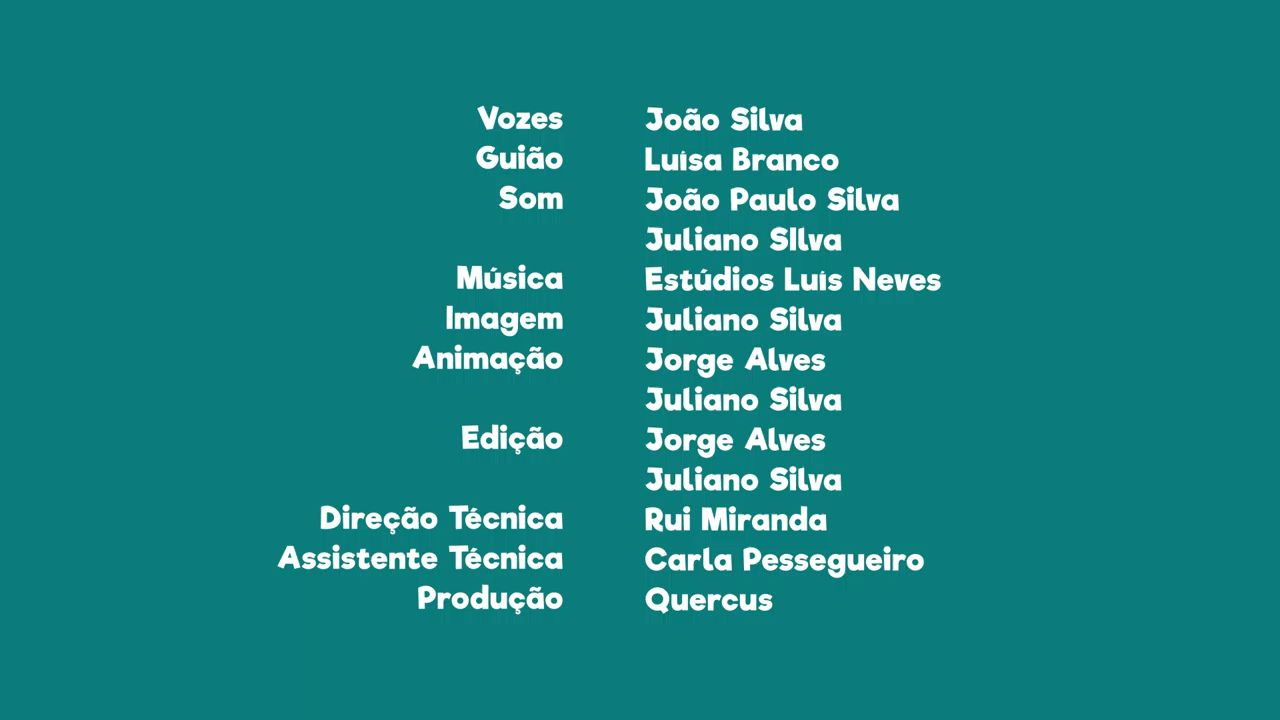 Vozes João Silva
Guião Luísa Branco
Som João Paulo Silva
Juliano SIlva
Música Estúdios Luís Neves
Imagem Juliano Silva
Animação Jorge Alves
Juliano Silva
Edição Jorge Alves
Juliano Silva
Direção Técnica Rui Miranda
Assistente Técnica Carla Pessegueiro
Produção Quercus